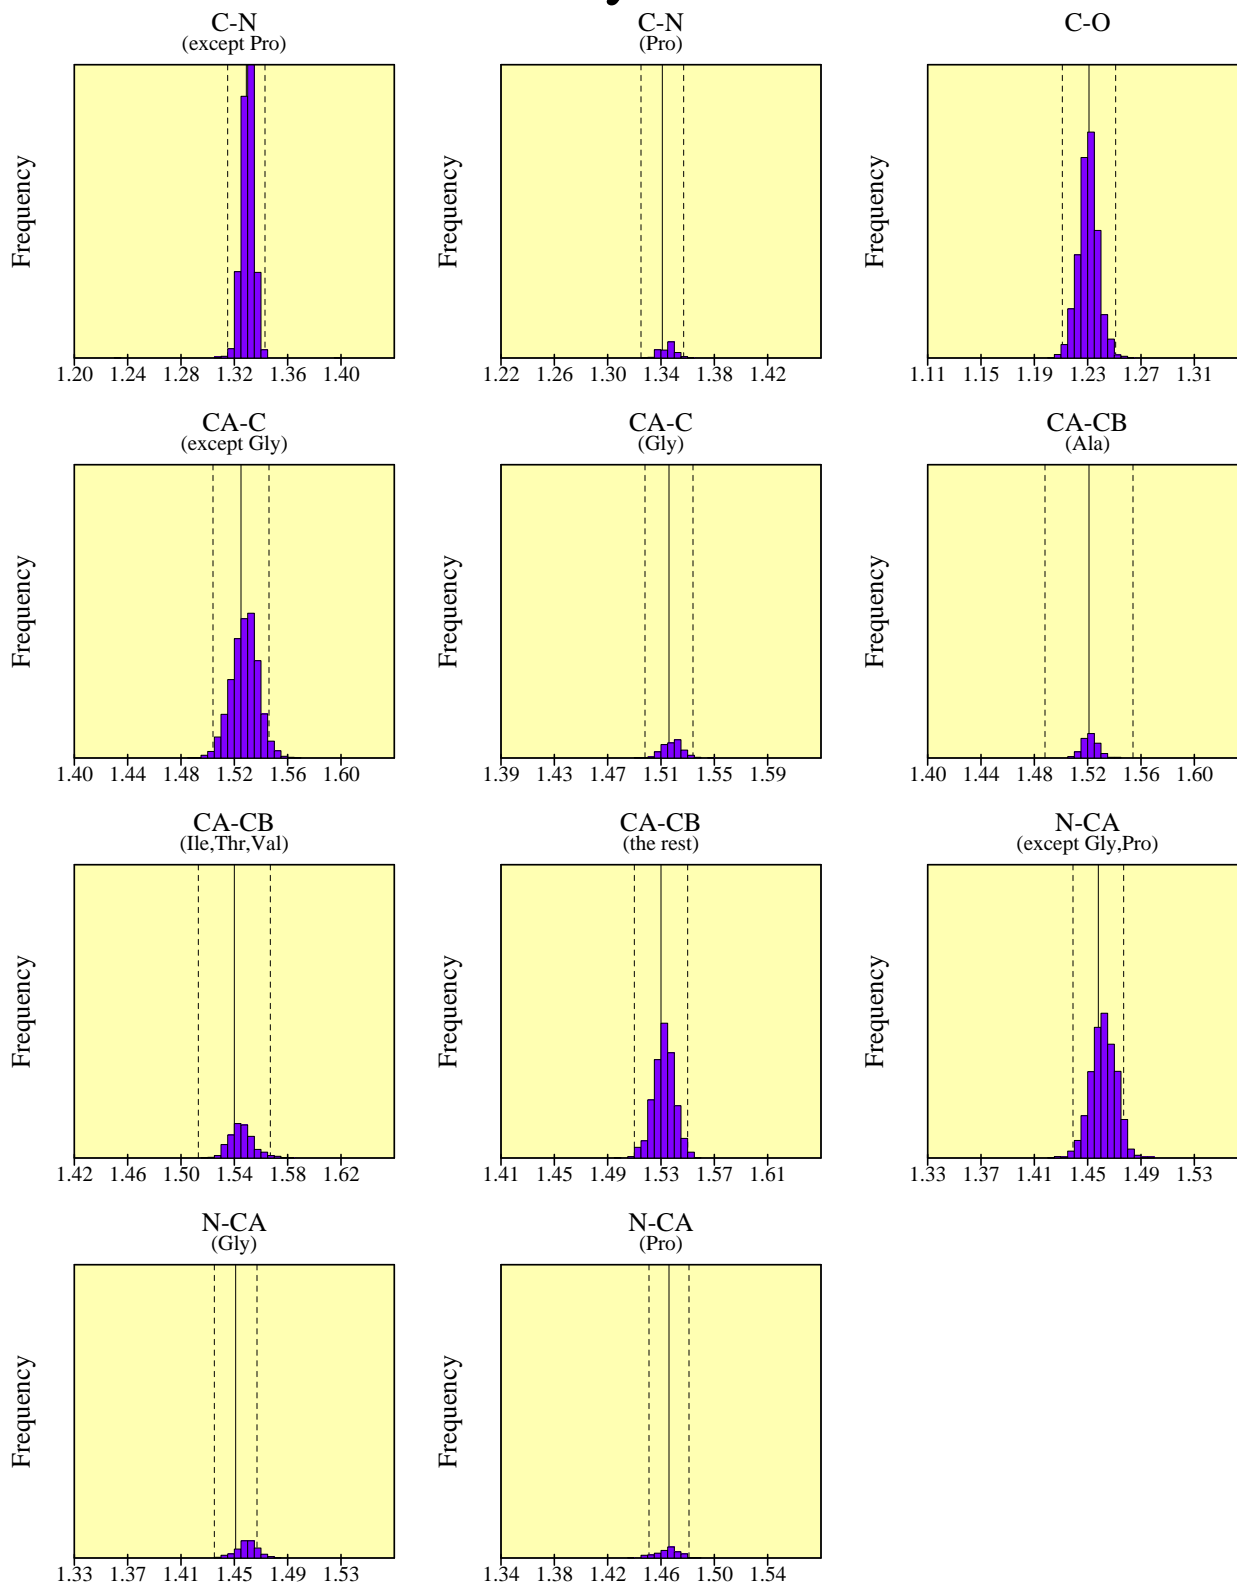 C-N
(except Pro)
C-N
(Pro)
C-O
Frequency
Frequency
Frequency
1.20 1.24 1.28 1.32 1.36 1.40
1.22 1.26 1.30 1.34 1.38 1.42
1.11 1.15 1.19 1.23 1.27 1.31
CA-C
(except Gly)
CA-C
(Gly)
CA-CB
(Ala)
Frequency
Frequency
Frequency
1.40 1.44 1.48 1.52 1.56 1.60
1.39 1.43 1.47 1.51 1.55 1.59
1.40 1.44 1.48 1.52 1.56 1.60
CA-CB
(Ile,Thr,Val)
CA-CB
(the rest)
N-CA
(except Gly,Pro)
Frequency
Frequency
Frequency
1.42 1.46 1.50 1.54 1.58 1.62
1.41 1.45 1.49 1.53 1.57 1.61
1.33 1.37 1.41 1.45 1.49 1.53
N-CA
(Gly)
N-CA
(Pro)
Frequency
Frequency
1.33 1.37 1.41 1.45 1.49 1.53
1.34 1.38 1.42 1.46 1.50 1.54